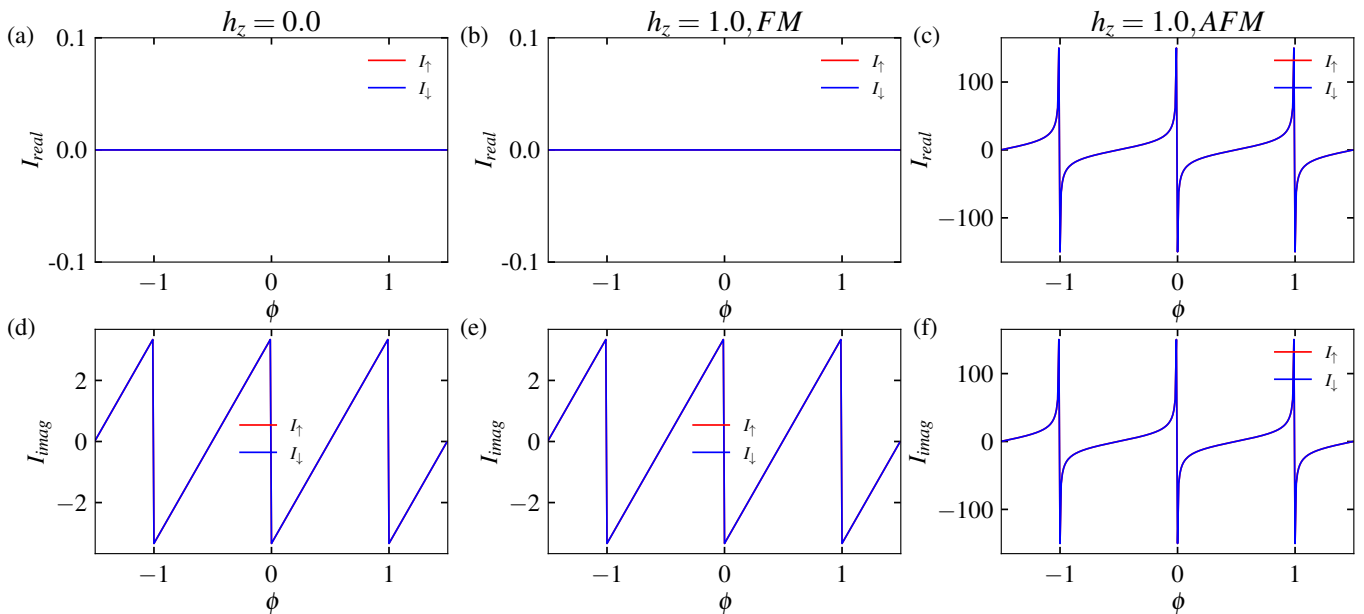 h_z = 0.0
h_z = 1.0, FM
h_z = 1.0, AFM
(a)
0.1
0.0
-0.1
I_real
I_↑
I_↓
−1
0
1
ϕ
(b)
0.1
0.0
-0.1
I_real
I_↑
I_↓
−1
0
1
ϕ
(c)
100
0
−100
I_real
I_↑
I_↓
−1
0
1
ϕ
(d)
2
0
−2
I_imag
I_↑
I_↓
−1
0
1
ϕ
(e)
2
0
−2
I_imag
I_↑
I_↓
−1
0
1
ϕ
(f)
100
0
−100
I_imag
I_↑
I_↓
−1
0
1
ϕ